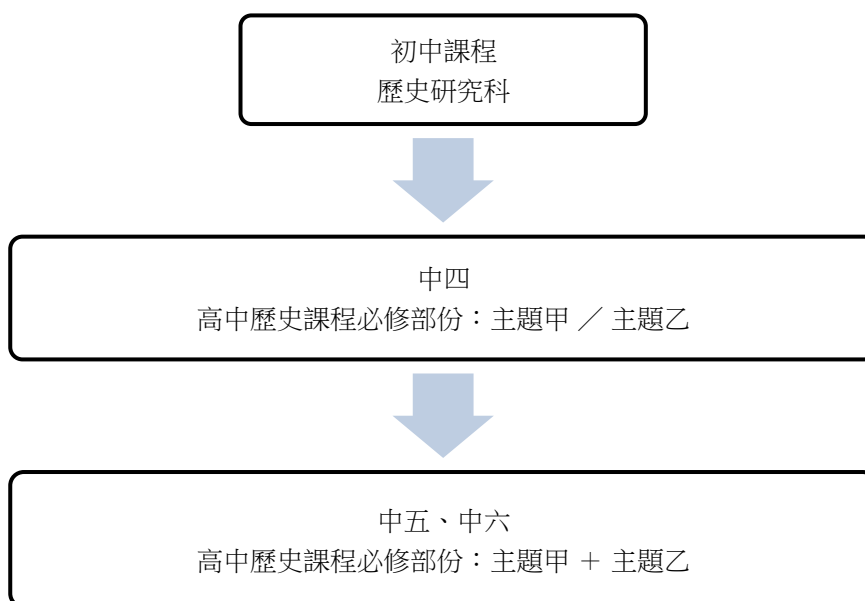 初中課程
歷史研究科
中四
高中歷史課程必修部份：主題甲 ／ 主題乙
中五、中六
高中歷史課程必修部份：主題甲 ＋ 主題乙